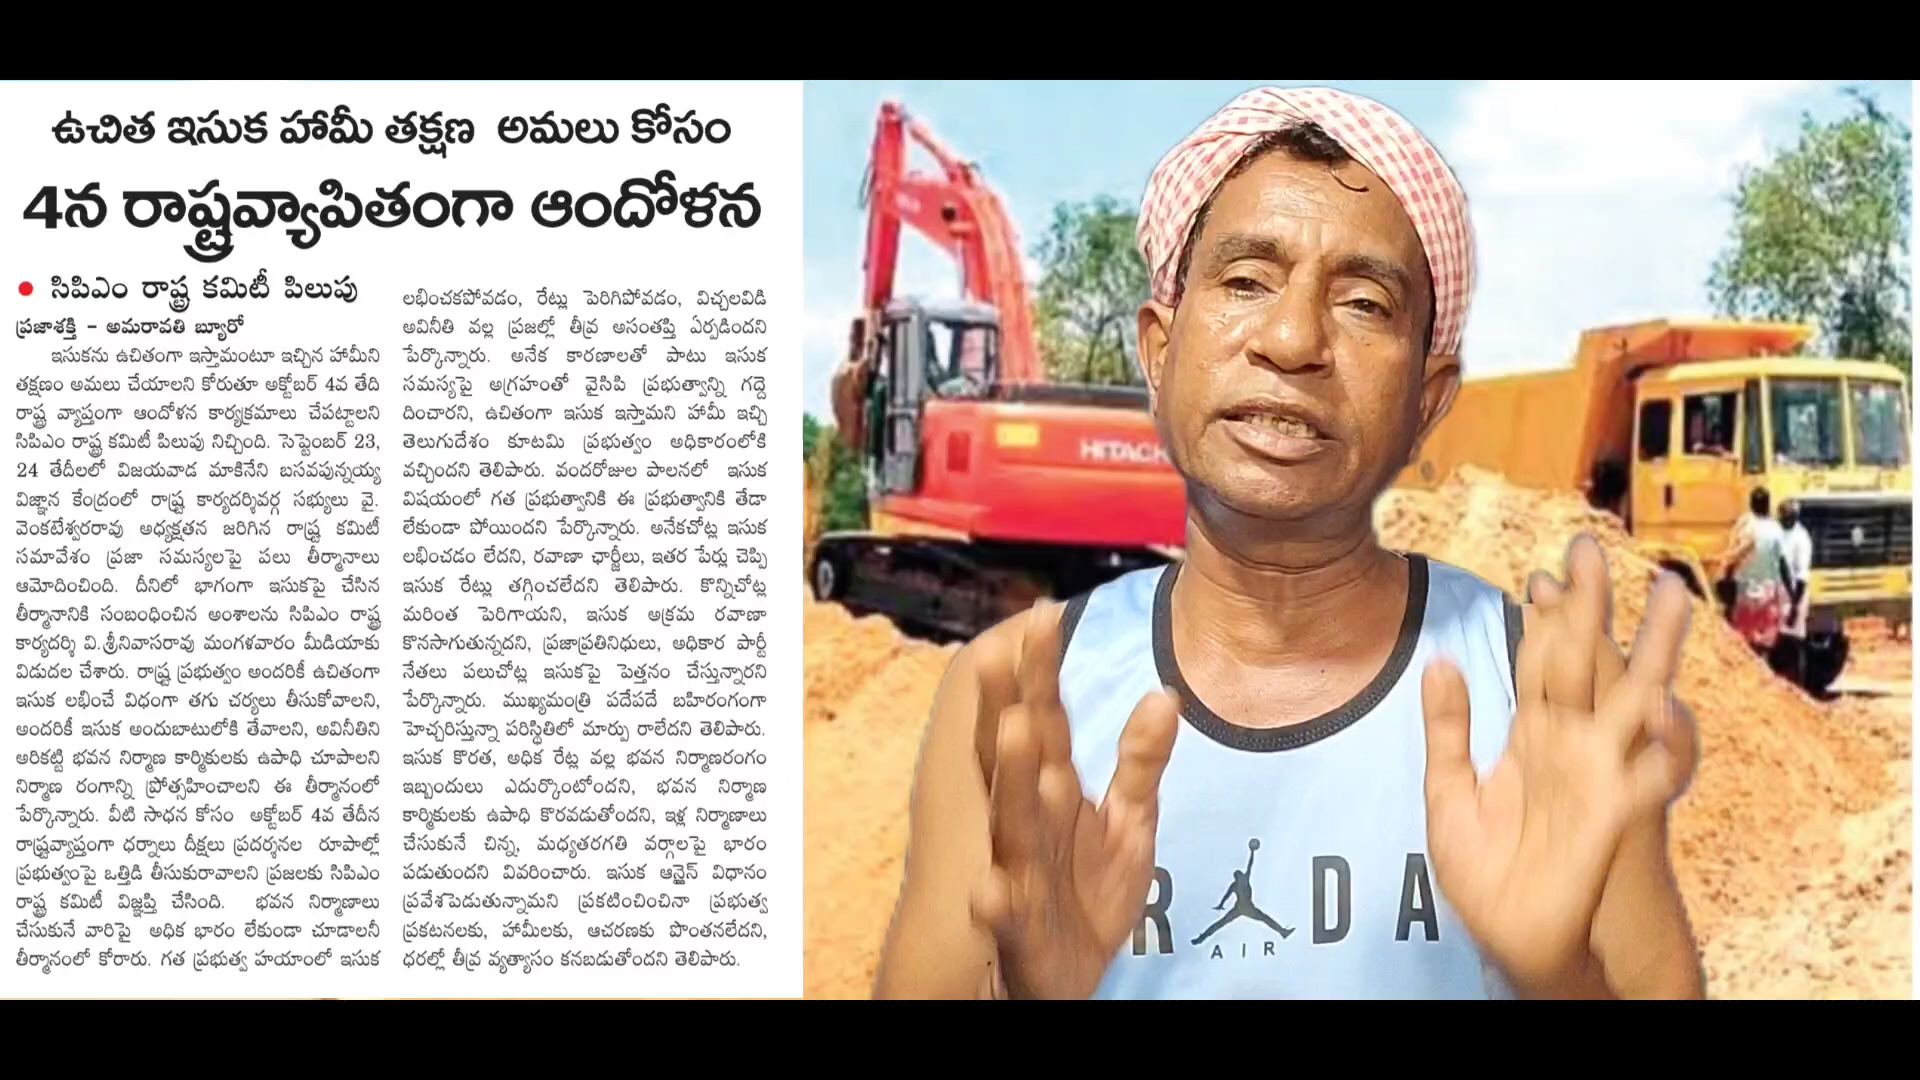 ఉచిత ఇసుక హామీ తక్షణ అమలు కోసం
4న రాష్ట్రవ్యాపితంగా ఆందోళన
• సిపిఎం రాష్ట్ర కమిటీ పిలుపు
ప్రజాశక్తి - అమరావతి బ్యూరో
ఇసుకను ఉచితంగా ఇస్తామంటూ ఇచ్చిన హామీని
తక్షణం అమలు చేయాలని కోరుతూ అక్టోబర్ 4వ తేది
రాష్ట్ర వ్యాప్తంగా ఆందోళన కార్యక్రమాలు చేపట్టాలని
సిపిఎం రాష్ట్ర కమిటీ పిలుపు నిచ్చింది. సెప్టెంబర్ 23,
24 తేదీలలో విజయవాడ మాకినేని బసవపున్నయ్య
విజ్ఞాన కేంద్రంలో రాష్ట్ర కార్యదర్శివర్గ సభ్యులు వై.
వెంకటేశ్వరరావు అధ్యక్షతన జరిగిన రాష్ట్ర కమిటీ
సమావేశం ప్రజా సమస్యలపై పలు తీర్మానాలు
ఆమోదించింది. దీనిలో భాగంగా ఇసుకపై చేసిన
తీర్మానానికి సంబంధించిన అంశాలను సిపిఎం రాష్ట్ర
కార్యదర్శి వి.శ్రీనివాసరావు మంగళవారం మీడియాకు
విడుదల చేశారు. రాష్ట్ర ప్రభుత్వం అందరికీ ఉచితంగా
ఇసుక లభించే విధంగా తగు చర్యలు తీసుకోవాలని,
అందరికీ ఇసుక అందుబాటులోకి తేవాలని, అవినీతిని
అరికట్టి భవన నిర్మాణ కార్మికులకు ఉపాధి చూపాలని
నిర్మాణ రంగాన్ని ప్రోత్సహించాలని ఈ తీర్మానంలో
పేర్కొన్నారు. వీటి సాధన కోసం అక్టోబర్ 4వ తేదీన
రాష్ట్రవ్యాప్తంగా ధర్నాలు దీక్షలు ప్రదర్శనల రూపాల్లో
ప్రభుత్వంపై ఒత్తిడి తీసుకురావాలని ప్రజలకు సిపిఎం
రాష్ట్ర కమిటీ విజ్ఞప్తి చేసింది. భవన నిర్మాణాలు
చేసుకునే వారిపై అధిక భారం లేకుండా చూడాలనీ
తీర్మానంలో కోరారు. గత ప్రభుత్వ హయాంలో ఇసుక
లభించకపోవడం, రేట్లు పెరిగిపోవడం, విచ్చలవిడి
అవినీతి వల్ల ప్రజల్లో తీవ్ర అసంతప్తి ఏర్పడిందని
పేర్కొన్నారు. అనేక కారణాలతో పాటు ఇసుక
సమస్యపై అగ్రహంతో వైసిపి ప్రభుత్వాన్ని గద్దె
దించారని, ఉచితంగా ఇసుక ఇస్తామని హామీ ఇచ్చి
తెలుగుదేశం కూటమి ప్రభుత్వం అధికారంలోకి
వచ్చిందని తెలిపారు. వందరోజుల పాలనలో ఇసుక
విషయంలో గత ప్రభుత్వానికి ఈ ప్రభుత్వానికి తేడా
లేకుండా పోయిందని పేర్కొన్నారు. అనేకచోట్ల ఇసుక
లభించడం లేదని, రవాణా ఛార్జీలు, ఇతర పేర్లు చెప్పి
ఇసుక రేట్లు తగ్గించలేదని తెలిపారు. కొన్నిచోట్ల
మరింత పెరిగాయని, ఇసుక అక్రమ రవాణా
కొనసాగుతున్నదని, ప్రజాప్రతినిధులు, అధికార పార్టీ
నేతలు పలుచోట్ల ఇసుకపై పెత్తనం చేస్తున్నారని
పేర్కొన్నారు. ముఖ్యమంత్రి పదేపదే బహిరంగంగా
హెచ్చరిస్తున్నా పరిస్థితిలో మార్పు రాలేదని తెలిపారు.
ఇసుక కొరత, అధిక రేట్ల వల్ల భవన నిర్మాణరంగం
ఇబ్బందులు ఎదుర్కొంటోందని, భవన నిర్మాణ
కార్మికులకు ఉపాధి కొరవడుతోందని, ఇళ్ల నిర్మాణాలు
చేసుకునే చిన్న, మధ్యతరగతి వర్గాలపై భారం
పడుతుందని వివరించారు. ఇసుక ఆన్లైన్ విధానం
ప్రవేశపెడుతున్నామని ప్రకటించించినా ప్రభుత్వ
ప్రకటనలకు, హామీలకు, ఆచరణకు పొంతనలేదని,
ధరల్లో తీవ్ర వ్యత్యాసం కనబడుతోందని తెలిపారు.
HITACH
R DA
AIR